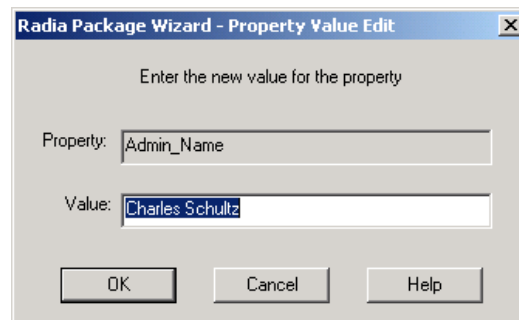 Radia Package Wizard - Property Value Edit
Enter the new value for the property
Property: Admin_Name
Value: Charles Schultz
OK Cancel Help